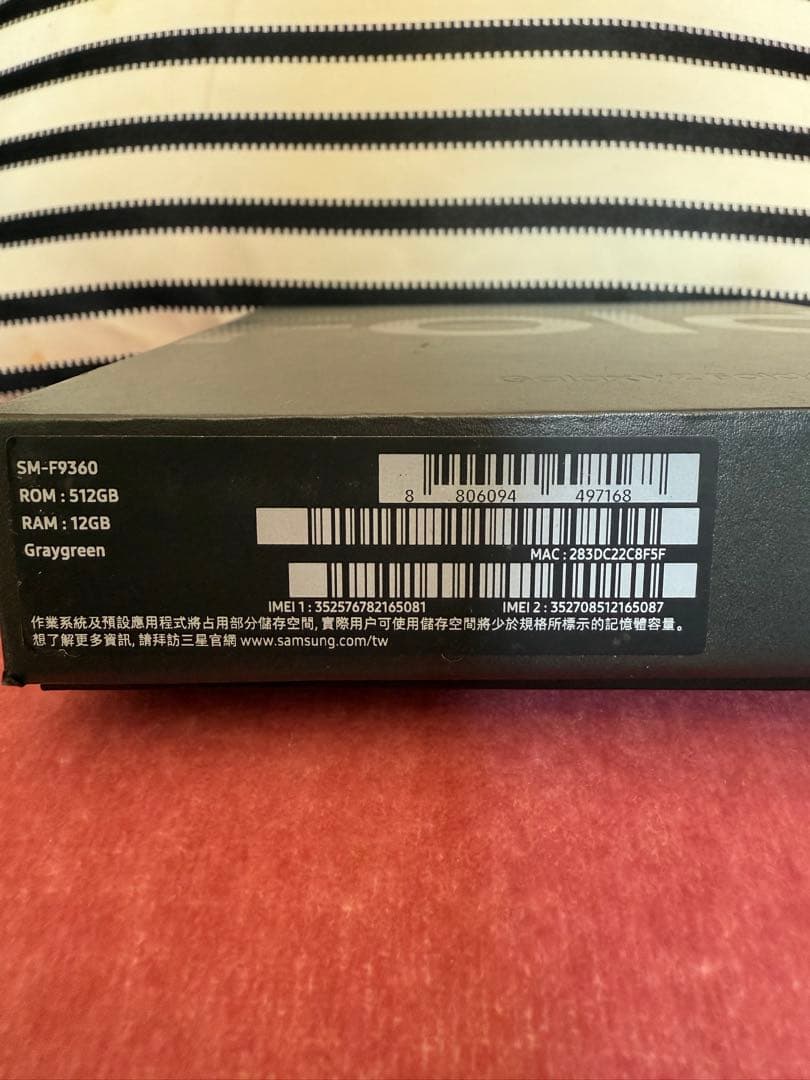 SM-F9360
ROM : 512GB
RAM : 12GB
Graygreen
8 806094 497168
MAC : 283DC22C8F5F
IMEI 1 : 352576782165081 IMEI 2 : 352708512165087
作業系統及預設應用程式將占用部分儲存空間, 實際用户可使用儲存空間將少於規格所標示的記憶體容量。
想了解更多資訊, 請拜訪三星官網 www.samsung.com/tw